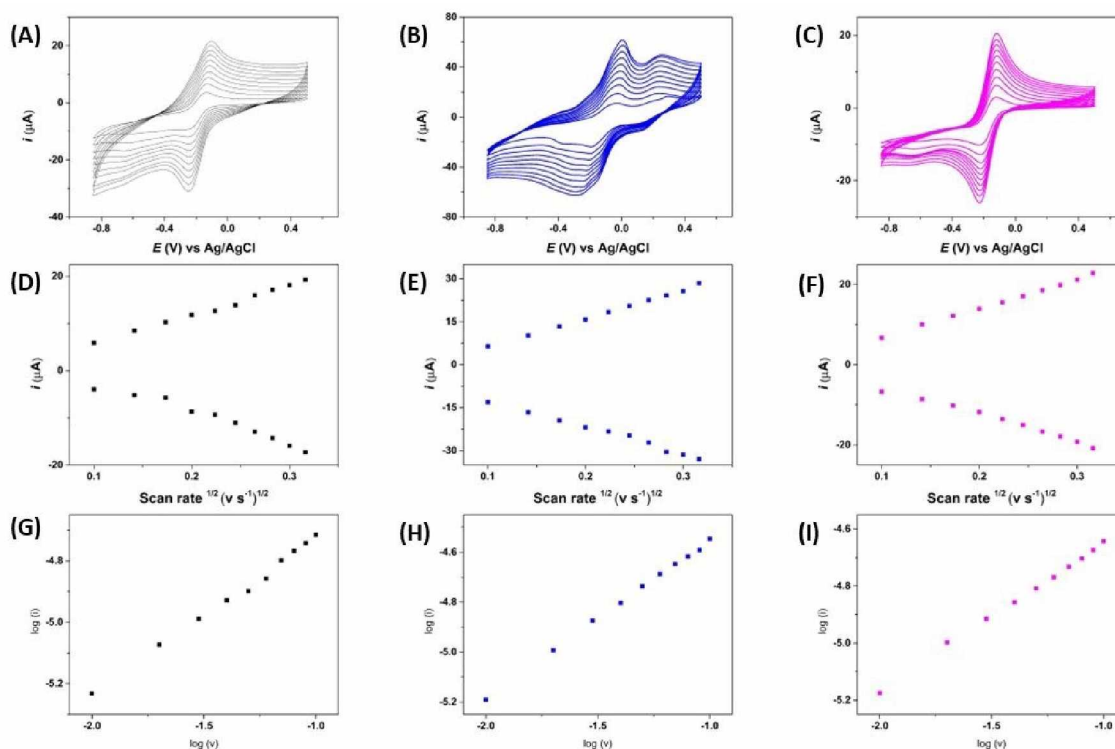 (A)
20
0
-20
-40
i (µA)
-0.8
-0.4
0.0
0.4
E (V) vs Ag/AgCl
(B)
80
40
0
-40
-80
i (µA)
-0.8
-0.4
0.0
0.4
E (V) vs Ag/AgCl
(C)
20
0
-20
i (µA)
-0.8
-0.4
0.0
0.4
E (V) vs Ag/AgCl
(D)
20
10
0
-10
-20
i (µA)
0.1
0.2
0.3
Scan rate 1/2 (v s-1)1/2
(E)
30
15
0
-15
-30
i (µA)
0.1
0.2
0.3
Scan rate 1/2 (v s-1)1/2
(F)
20
0
-20
i (µA)
0.1
0.2
0.3
Scan rate 1/2 (v s-1)1/2
(G)
-4.8
-5.0
-5.2
log (i)
-2.0
-1.5
-1.0
log (v)
(H)
-4.6
-4.8
-5.0
-5.2
log (i)
-2.0
-1.5
-1.0
log (v)
(I)
-4.6
-4.8
-5.0
-5.2
log (i)
-2.0
-1.5
-1.0
log (v)